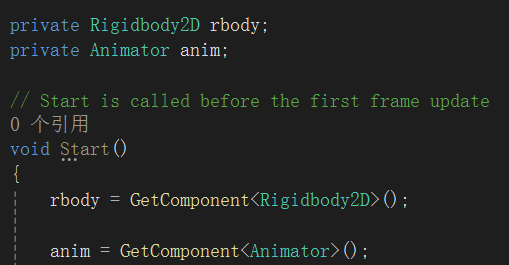 private Rigidbody2D rbody;
private Animator anim;
// Start is called before the first frame update
0 个引用
void Start()
{
rbody = GetComponent<Rigidbody2D>();
anim = GetComponent<Animator>();